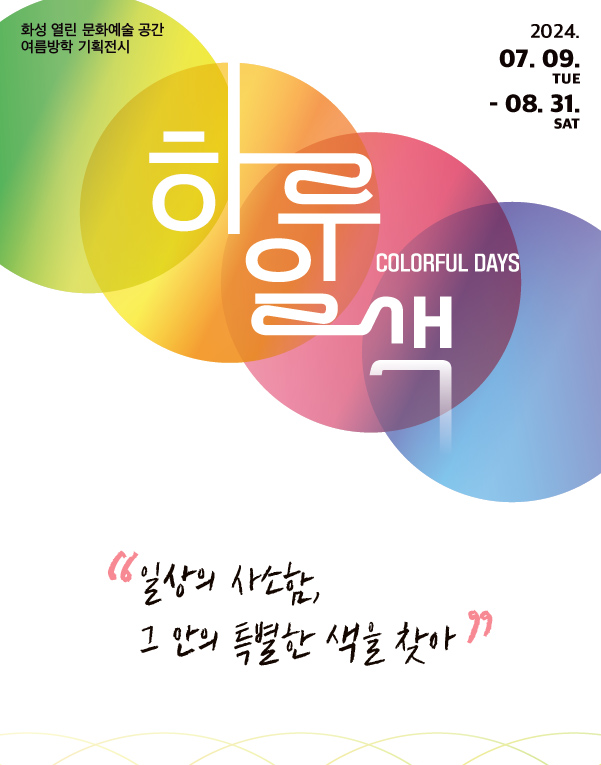 화성 열린 문화예술 공간
여름방학 기획전시
2024.
07. 09.
TUE
- 08. 31.
SAT
하루
일
색
COLORFUL DAYS
“일상의 사소함,
그 안의 특별한 색을 찾아”